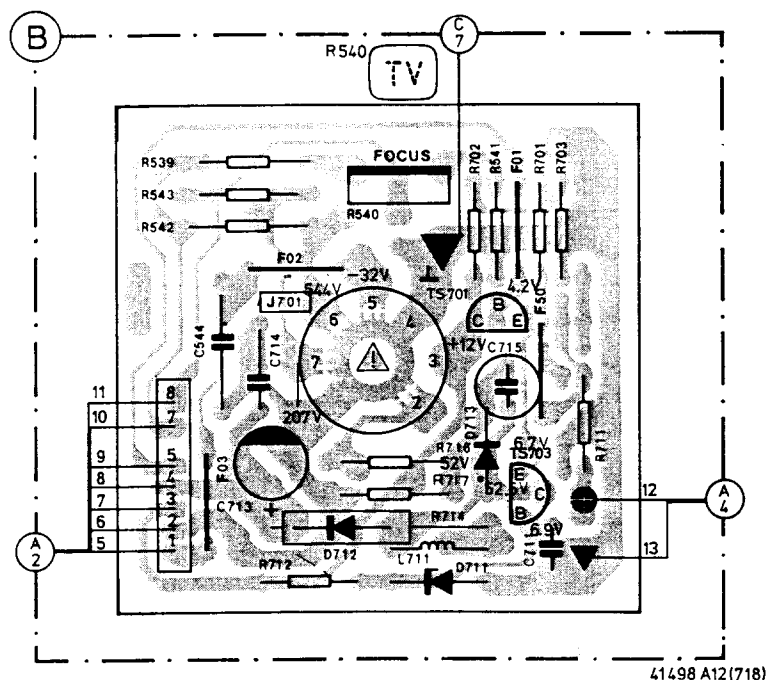 B
C
7
R540
TV
FOCUS
R540
R539
R543
R542
R702
R541
F01
R701
R703
F02
-32V
544V
J701
TS701
4.2V
F50
C B E
C544
C714
5
6
4
7
3
2
+12V
C715
207V
D713
6.7V
TS703
R711
11
10
9
8
7
6
5
8
7
5
4
3
2
1
F03
C713
+
52V
R717
E
C
B
R714
D712
L711
6.9V
R712
D711
12
13
A
2
A
4
41498 A12(718)